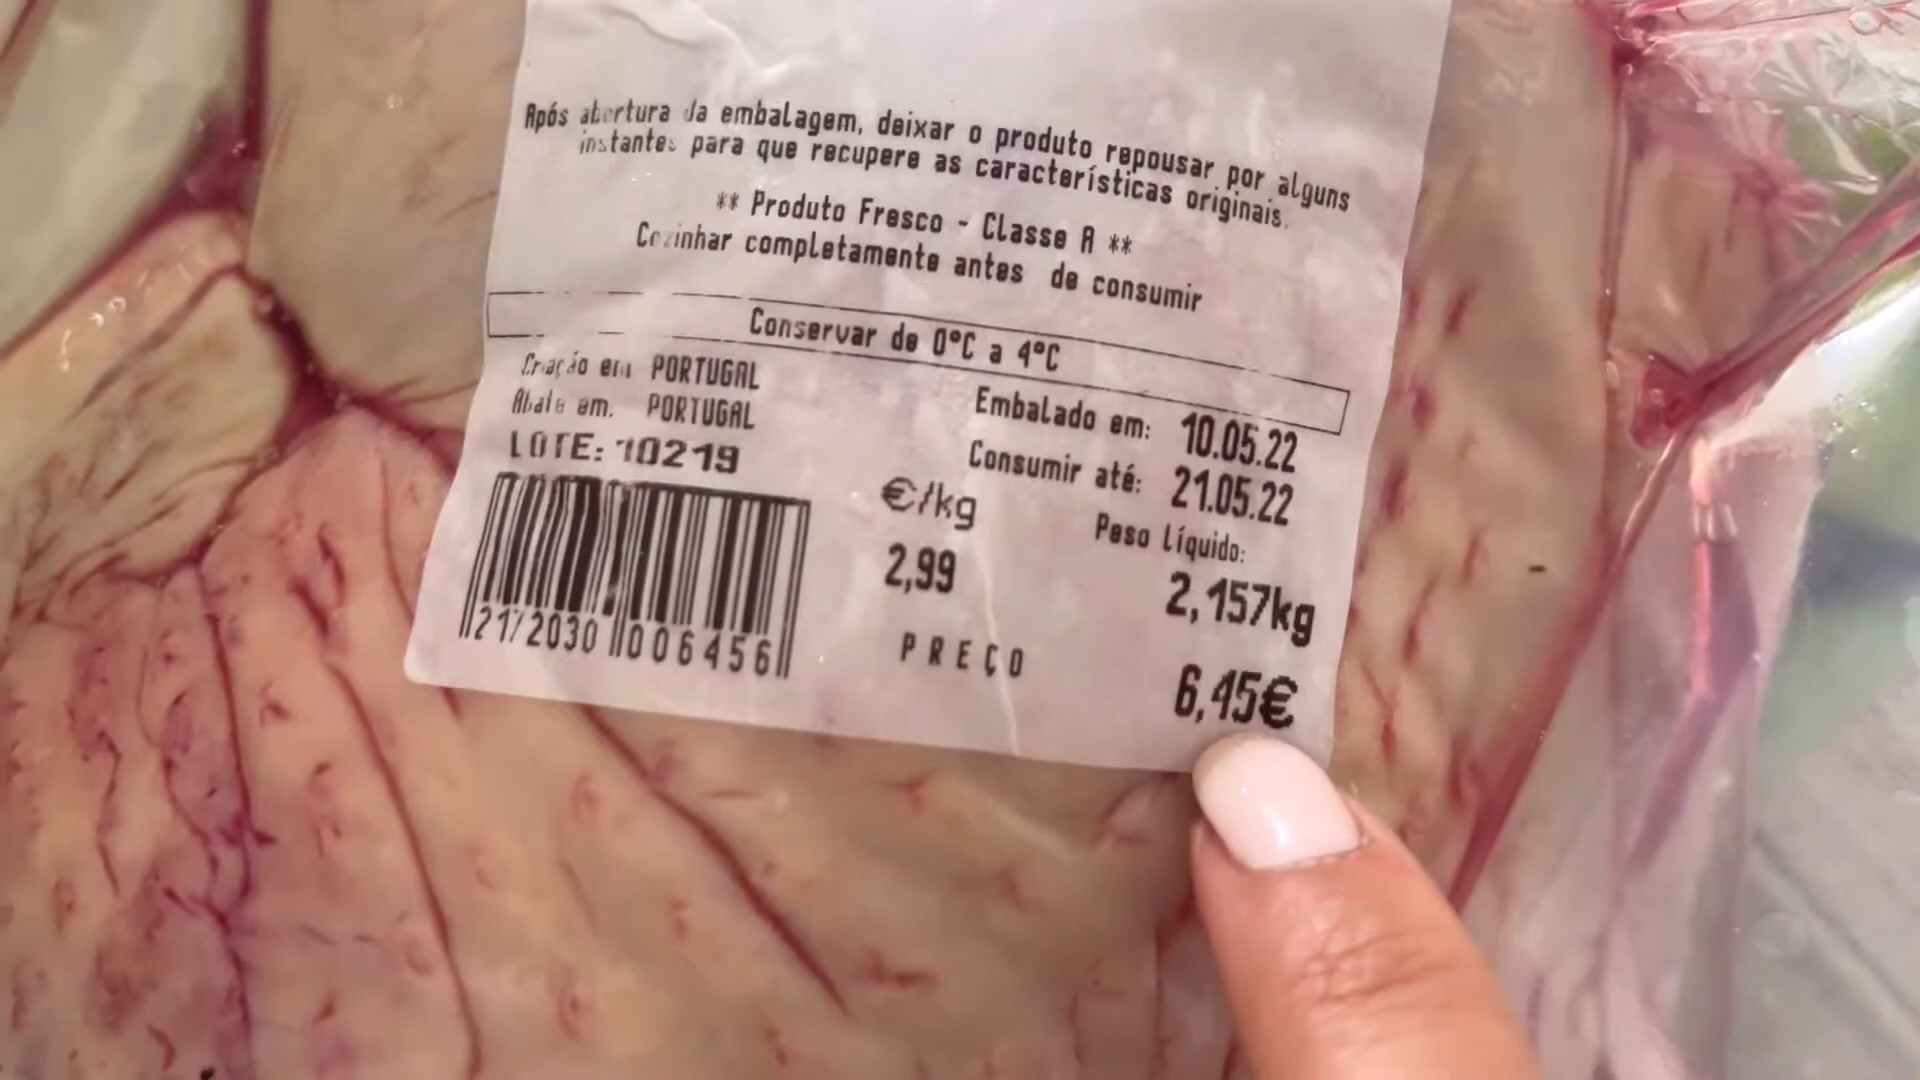 Após abertura da embalagem, deixar o produto repousar por alguns
instantes para que recupere as características originais.
** Produto Fresco - Classe A **
Cozinhar completamente antes de consumir
Conservar de 0°C a 4°C
Criação em PORTUGAL
Abate em. PORTUGAL
LOTE: 10219
Embalado em: 10.05.22
Consumir até: 21.05.22
€/kg
2,99
Peso líquido:
2,157kg
PREÇO
6,45€
2172030 006456